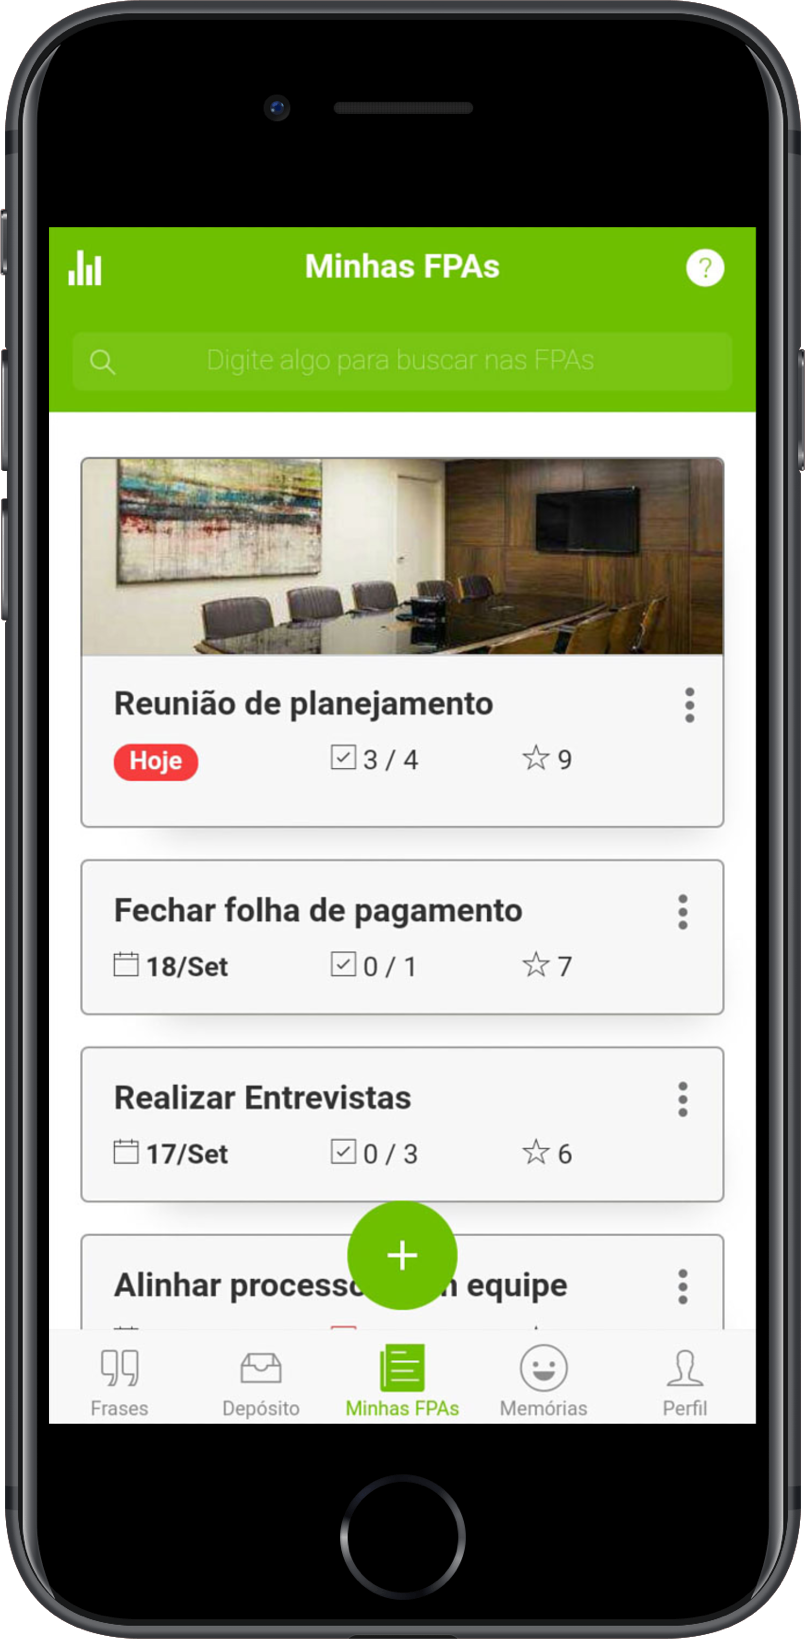 Minhas FPAs
?
Digite algo para buscar nas FPAs
Reunião de planejamento
Hoje
3 / 4
9
Fechar folha de pagamento
18/Set
0 / 1
7
Realizar Entrevistas
17/Set
0 / 3
6
+
Alinhar equipe
Frases
Depósito
Minhas FPAs
Memórias
Perfil